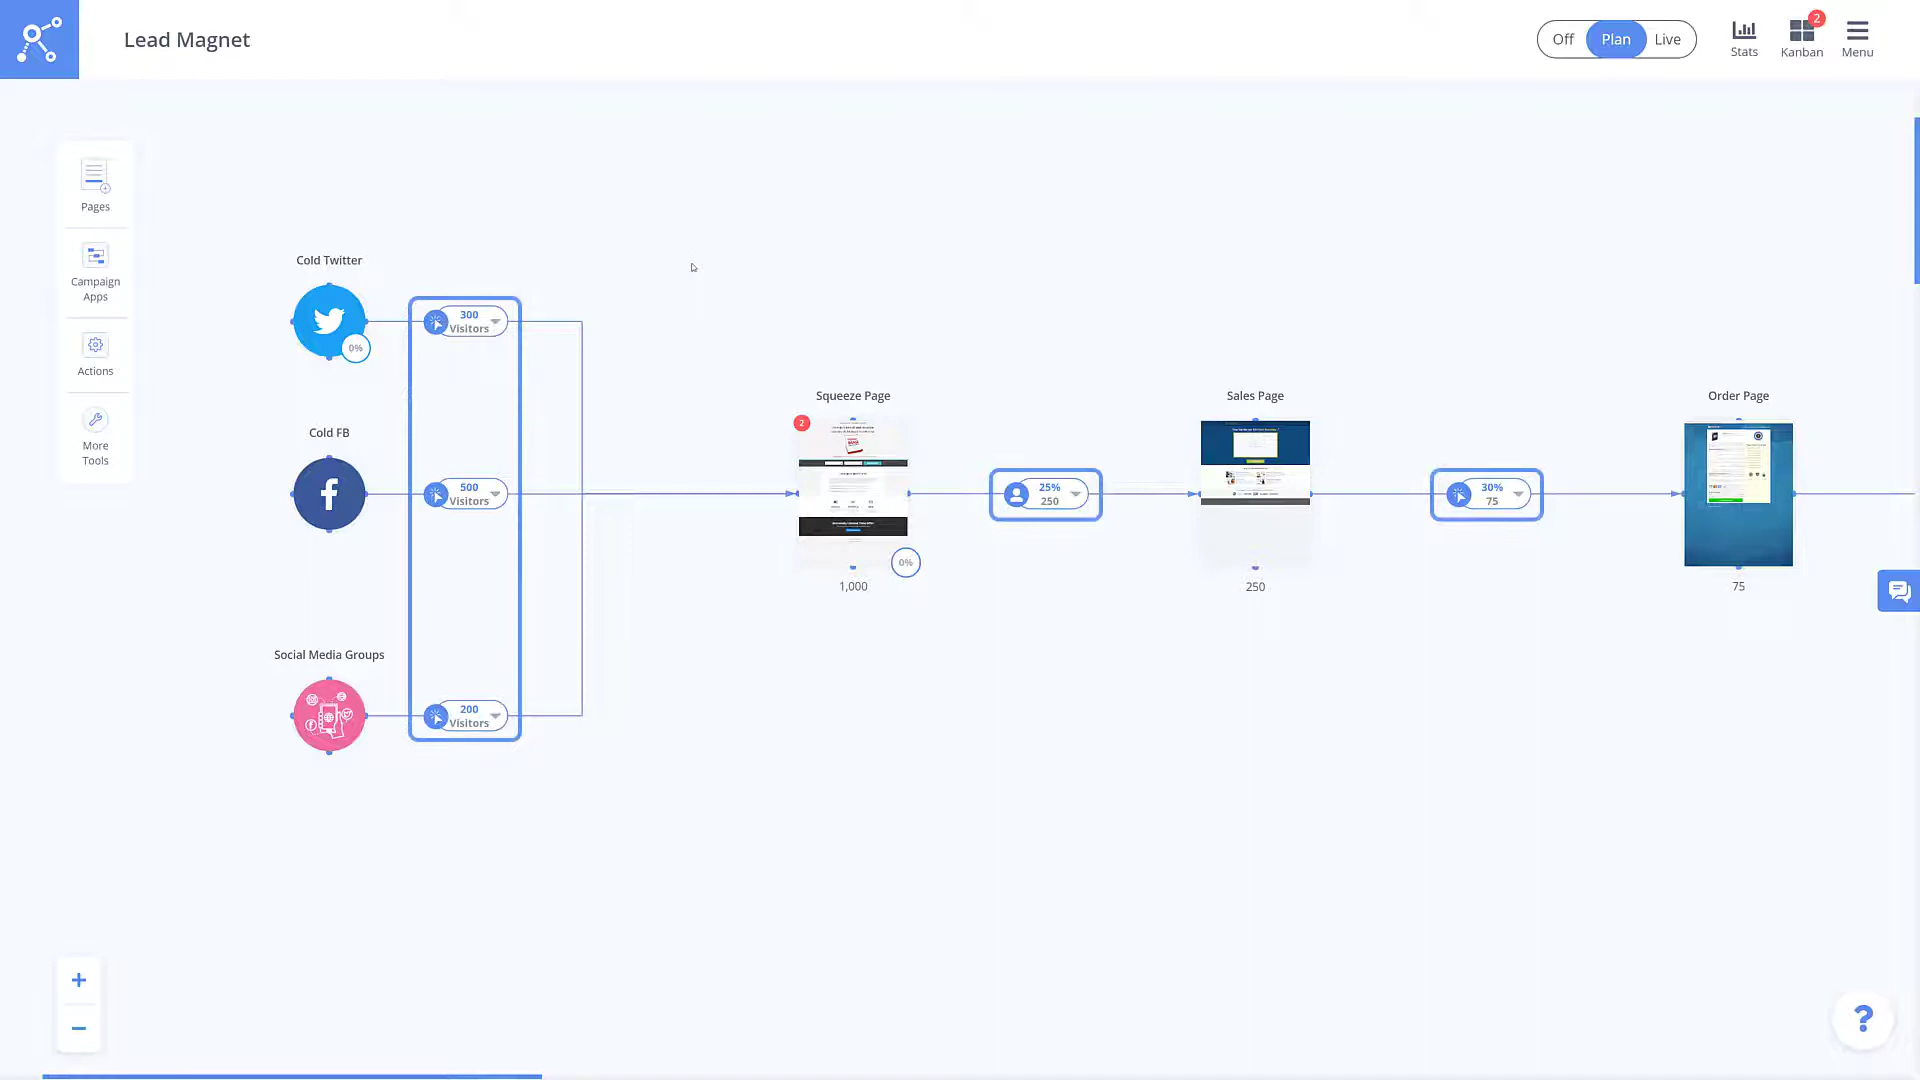 Lead Magnet
Off
Plan
Live
Stats
2
Kanban
Menu
Pages
Campaign
Apps
Actions
More
Tools
Cold Twitter
0%
300
Visitors
Cold FB
500
Visitors
Social Media Groups
200
Visitors
Squeeze Page
2
0%
1,000
25%
250
Sales Page
250
30%
75
Order Page
75
+
−
?